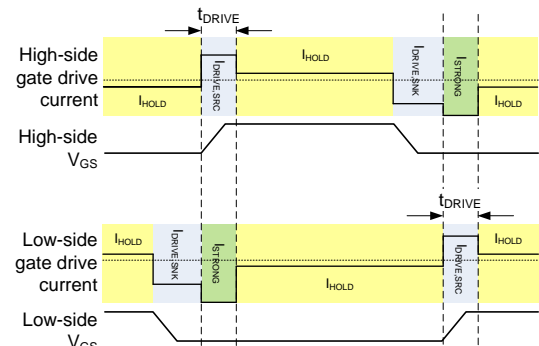 tDRIVE
High-side
gate drive
current
IHOLD
IDRIVE,SRC
IHOLD
IDRIVE,SNK
ISTRONG
IHOLD
High-side
VGS
tDRIVE
Low-side
gate drive
current
IHOLD
IDRIVE,SNK
ISTRONG
IHOLD
IDRIVE,SRC
IHOLD
Low-side
VGS